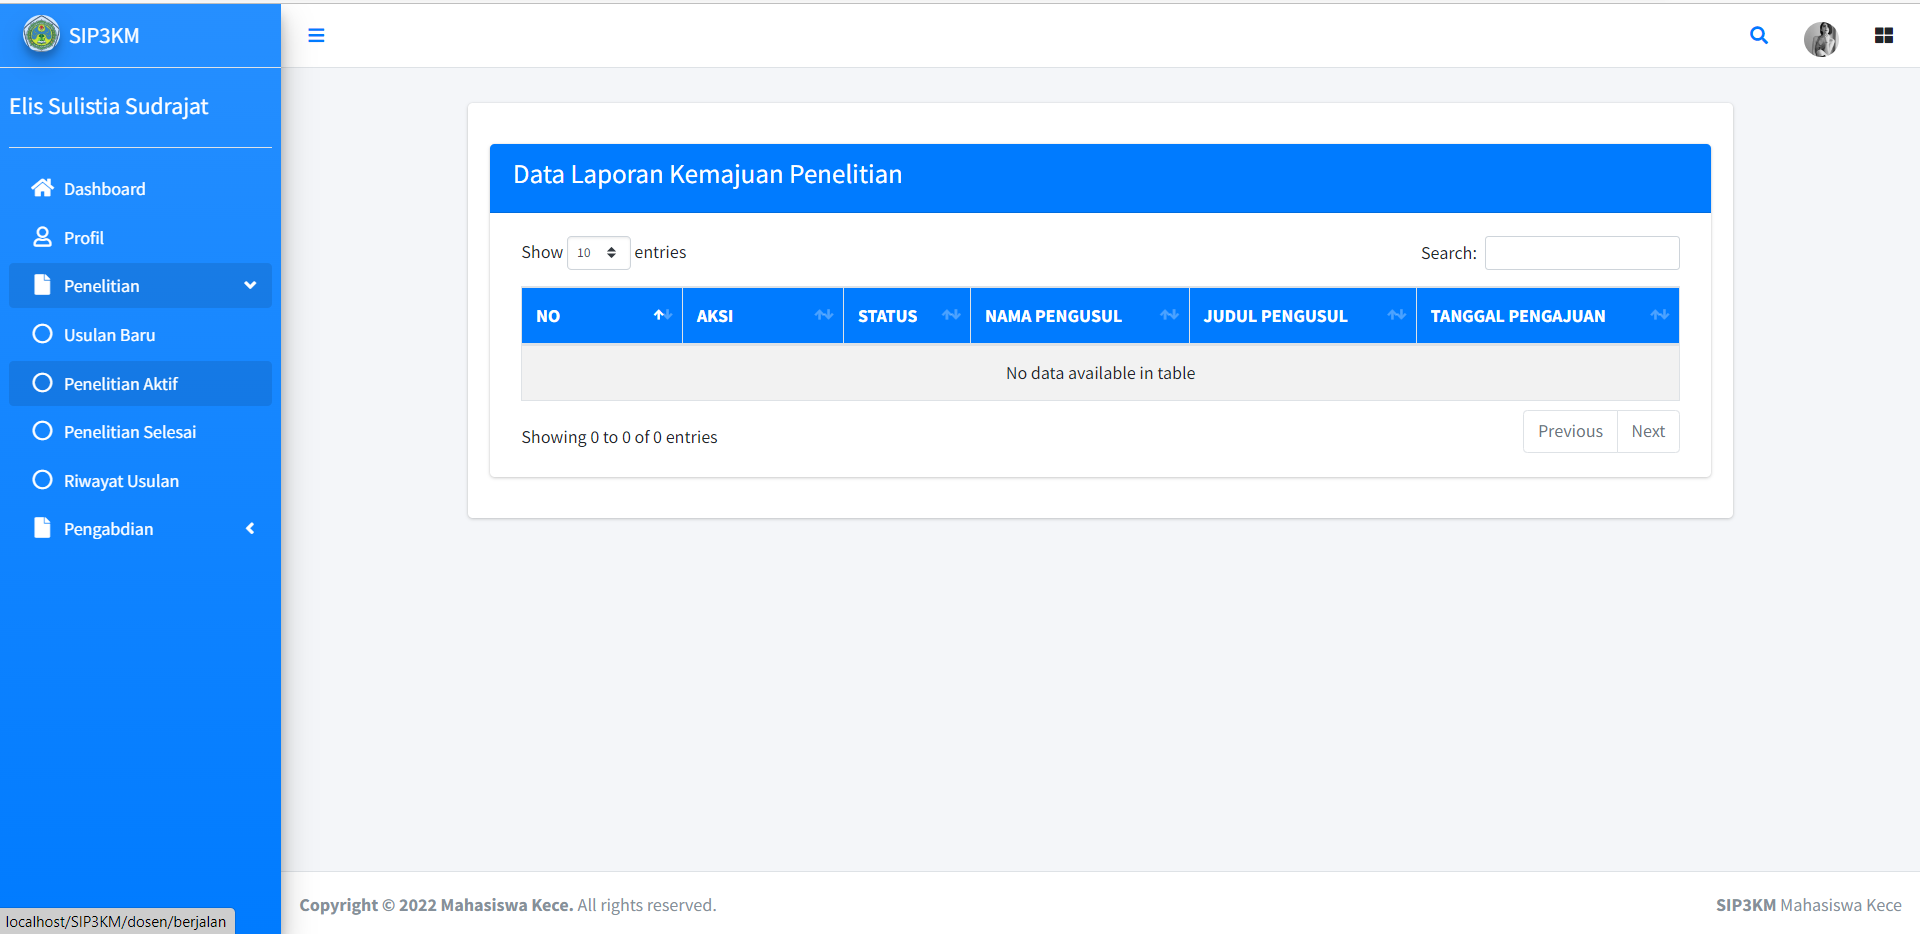 SIP3KM
Elis Sulistia Sudrajat
Dashboard
Profil
Penelitian
Usulan Baru
Penelitian Aktif
Penelitian Selesai
Riwayat Usulan
Pengabdian
Data Laporan Kemajuan Penelitian
Show 10 entries
Search:
NO AKSI STATUS NAMA PENGUSUL JUDUL PENGUSUL TANGGAL PENGAJUAN
No data available in table
Showing 0 to 0 of 0 entries
Previous Next
Copyright © 2022 Mahasiswa Kece. All rights reserved.
SIP3KM Mahasiswa Kece
localhost/SIP3KM/dosen/berjalan